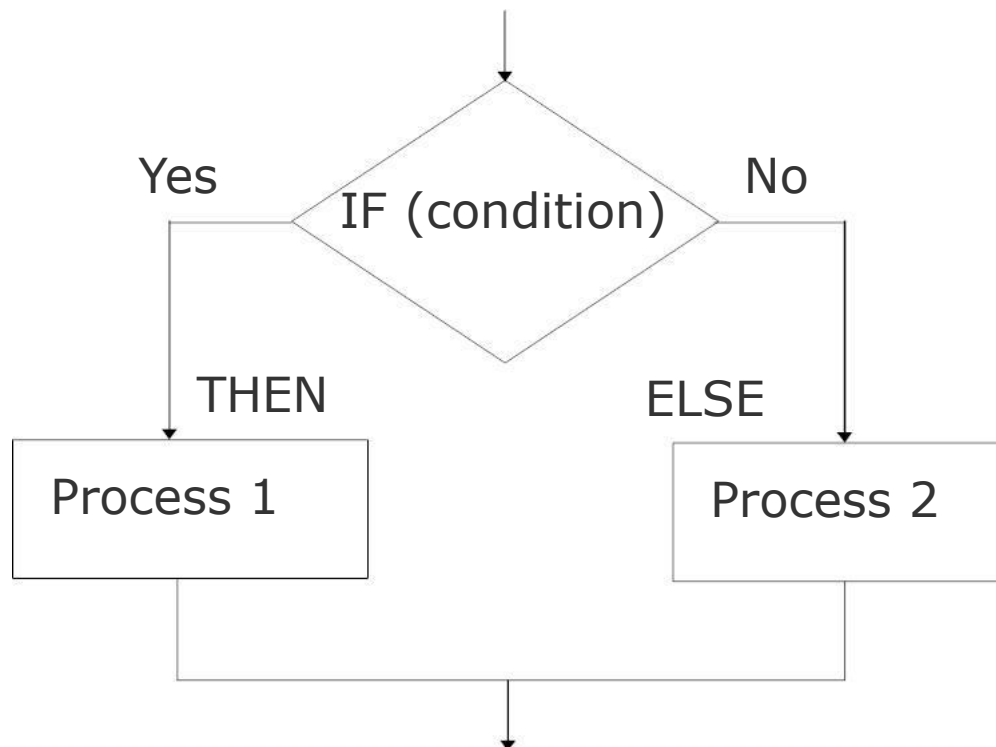 Yes
No
IF (condition)
THEN
ELSE
Process 1
Process 2